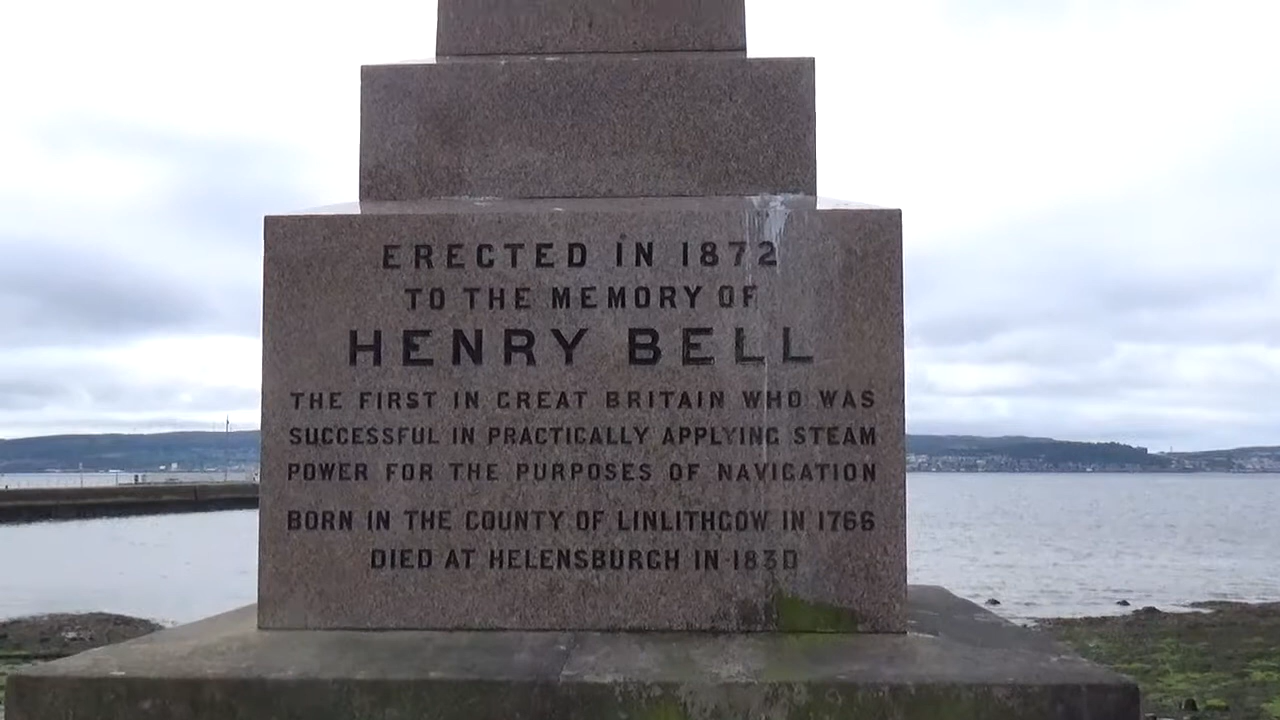 ERECTED IN 1872
TO THE MEMORY OF
HENRY BELL
THE FIRST IN GREAT BRITAIN WHO WAS
SUCCESSFUL IN PRACTICALLY APPLYING STEAM
POWER FOR THE PURPOSES OF NAVIGATION
BORN IN THE COUNTY OF LINLITHGOW IN 1766
DIED AT HELENSBURGH IN 1830